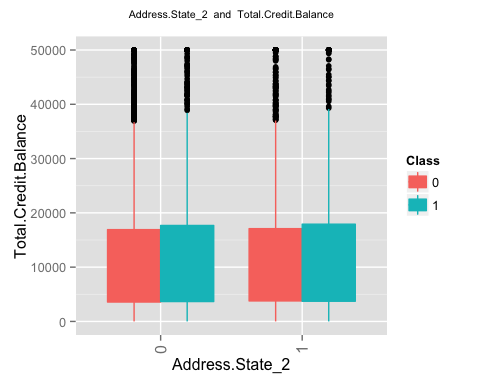 Address.State_2 and Total.Credit.Balance
50000
40000
30000
20000
10000
0
Total.Credit.Balance
0
1
Address.State_2
Class
0
1